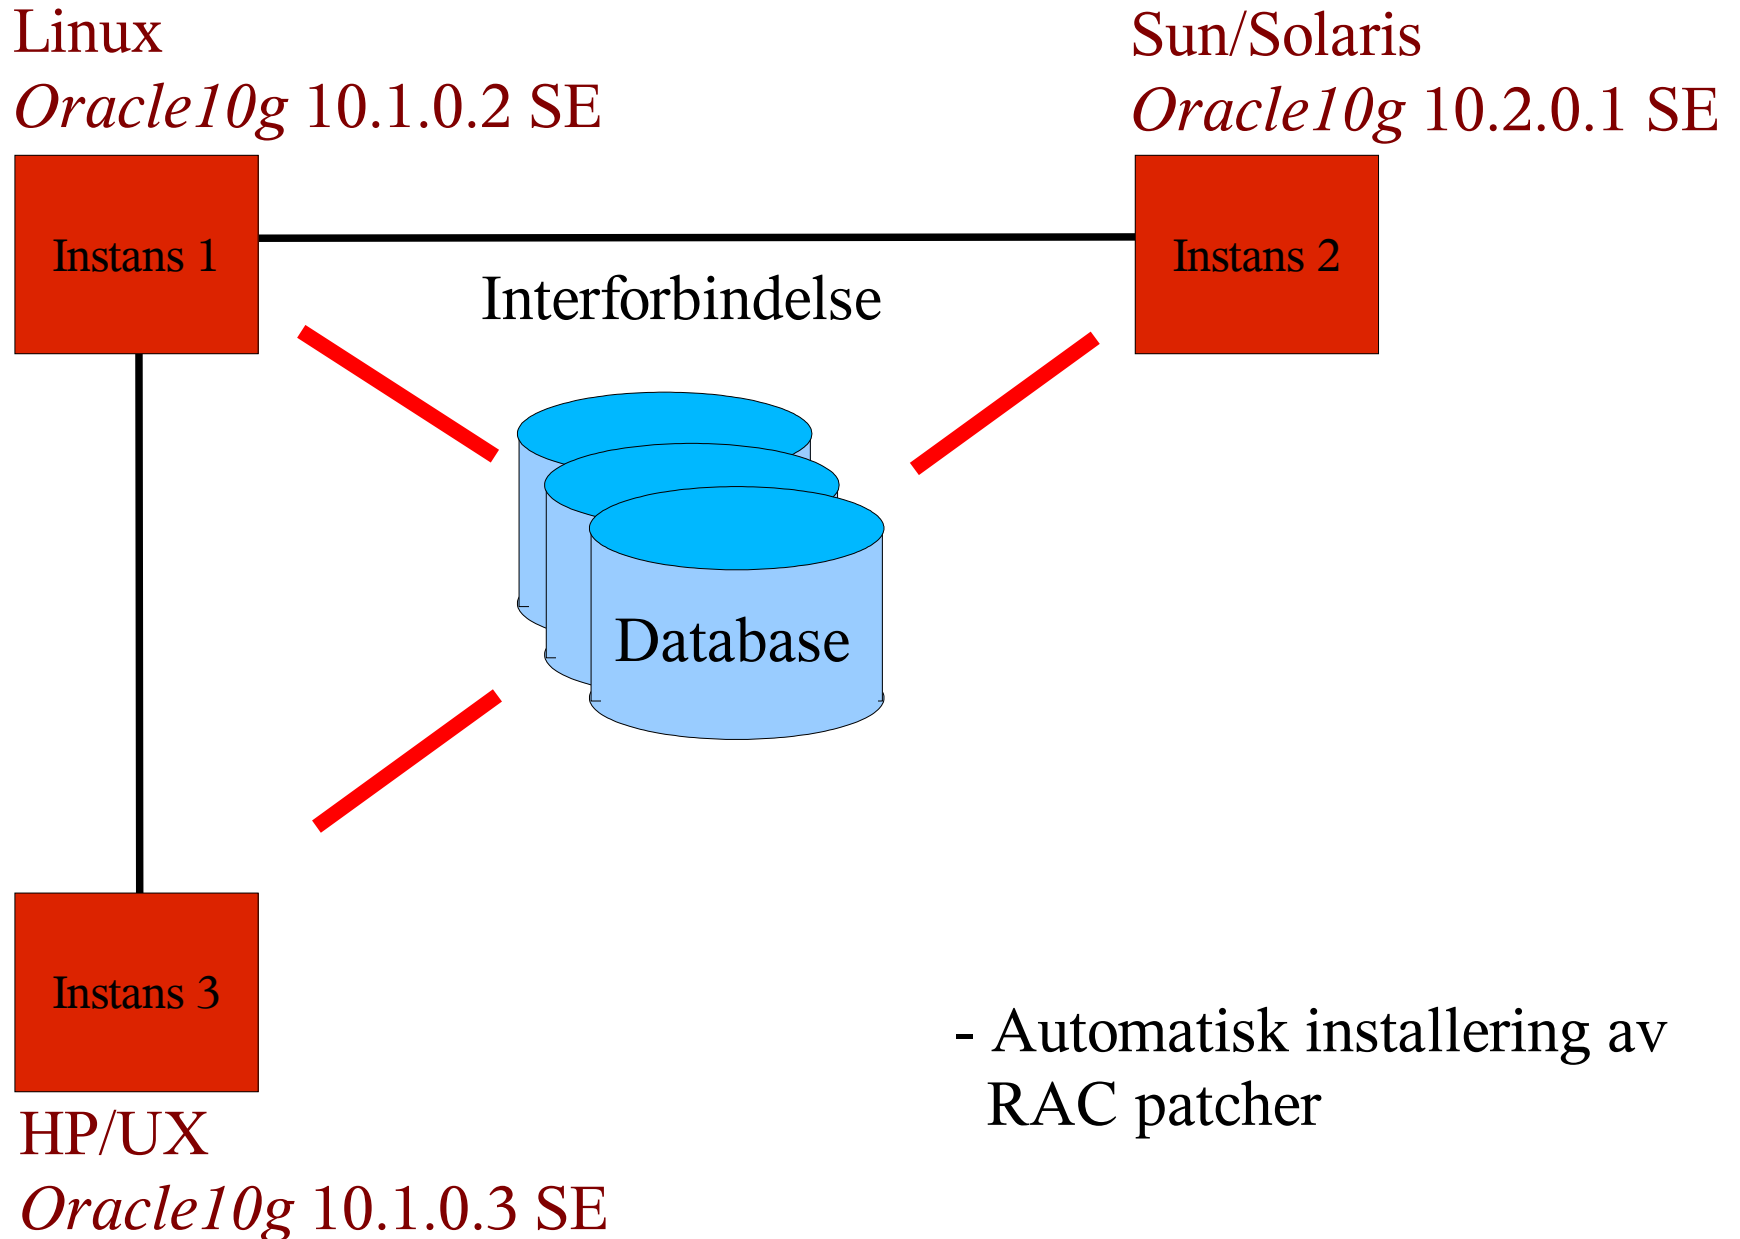 Linux
Oracle10g 10.1.0.2 SE
Sun/Solaris
Oracle10g 10.2.0.1 SE
Instans 1
Instans 2
Interforbindelse
Database
Instans 3
- Automatisk installering av
RAC patcher
HP/UX
Oracle10g 10.1.0.3 SE